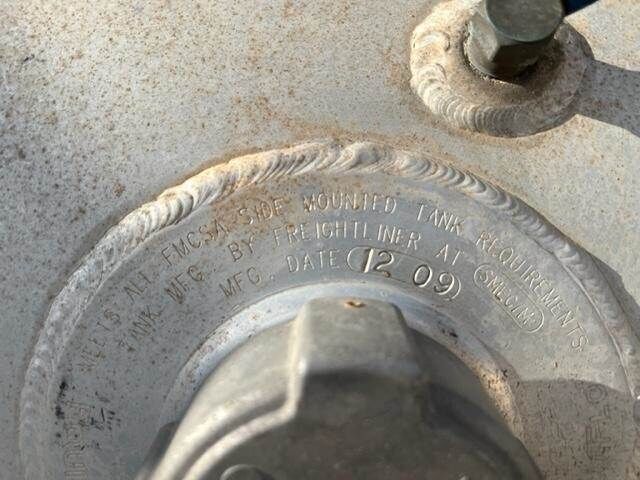 MEETS ALL FMCSA SIDE MOUNTED TANK REQUIREMENTS
TANK MFG. BY FREIGHTLINER AT
MFG. DATE 12 09